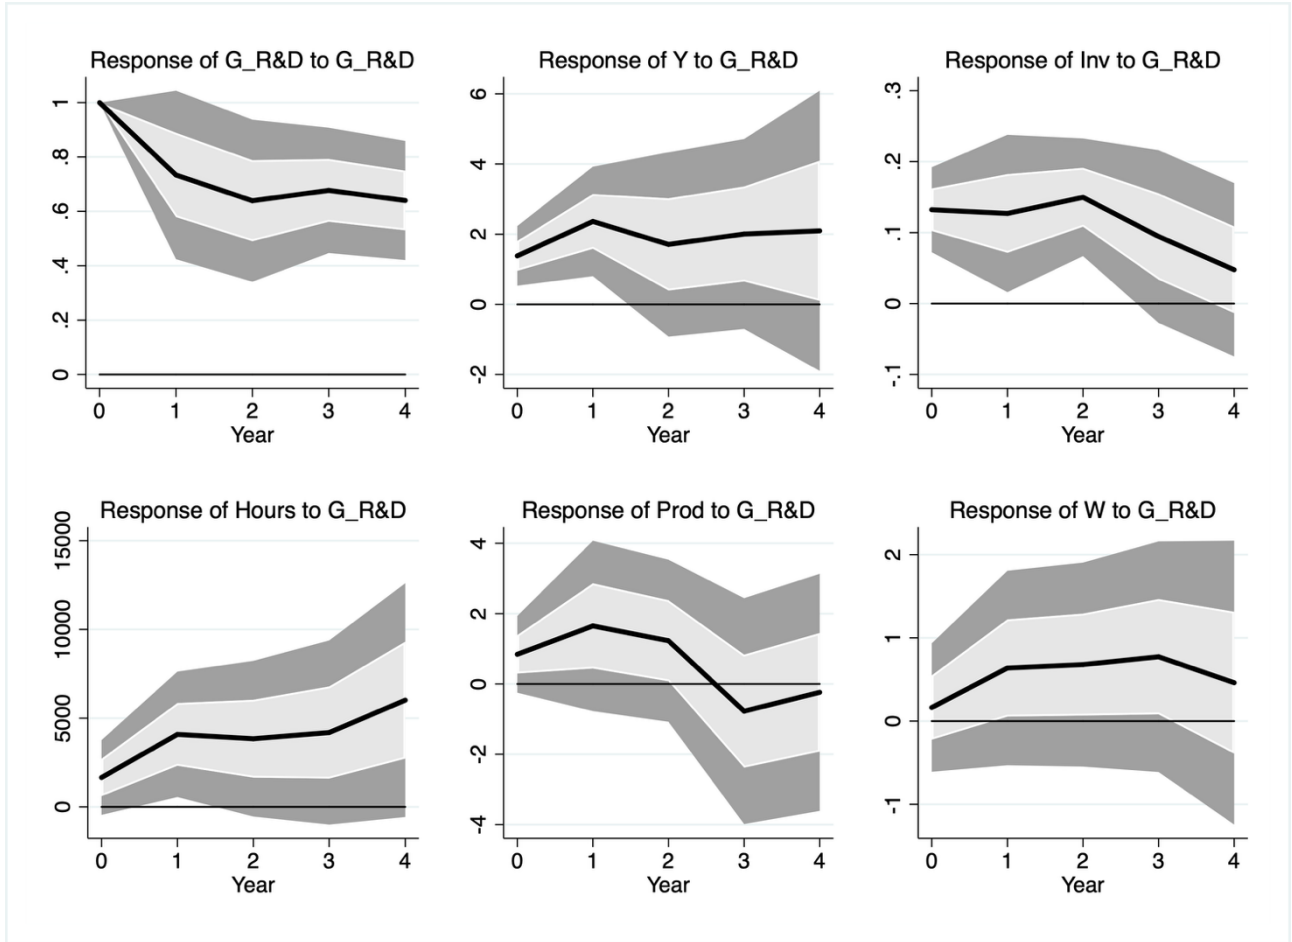 Response of G_R&D to G_R&D
1
.8
.6
.4
.2
0
0 1 2 3 4
Year
Response of Y to G_R&D
6
4
2
0
-2
0 1 2 3 4
Year
Response of Inv to G_R&D
.3
.2
.1
0
-.1
0 1 2 3 4
Year
Response of Hours to G_R&D
15000
10000
5000
0
0 1 2 3 4
Year
Response of Prod to G_R&D
4
2
0
-2
-4
0 1 2 3 4
Year
Response of W to G_R&D
2
1
0
-1
0 1 2 3 4
Year